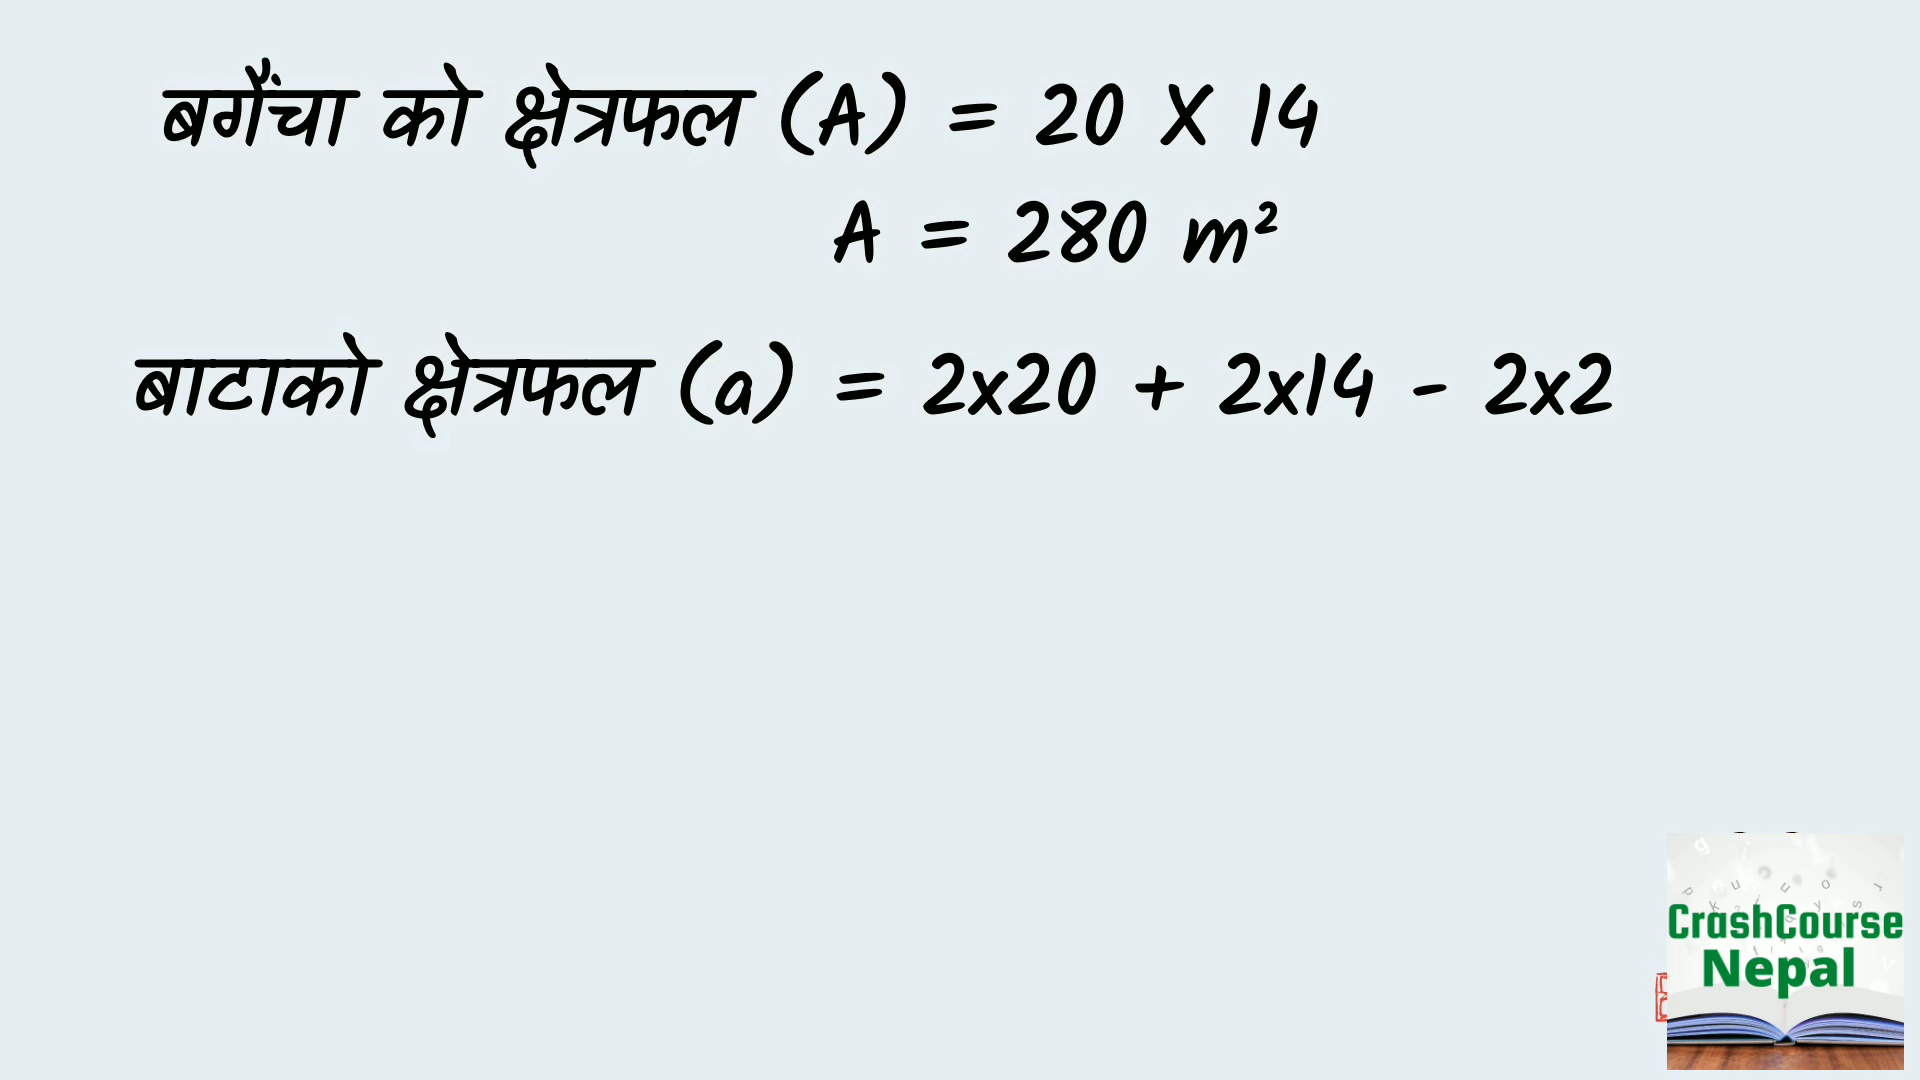 बगैंचा को क्षेत्रफल (A) = 20 X 14
A = 280 m²
बाटाको क्षेत्रफल (a) = 2x20 + 2x14 - 2x2
CrashCourse
Nepal